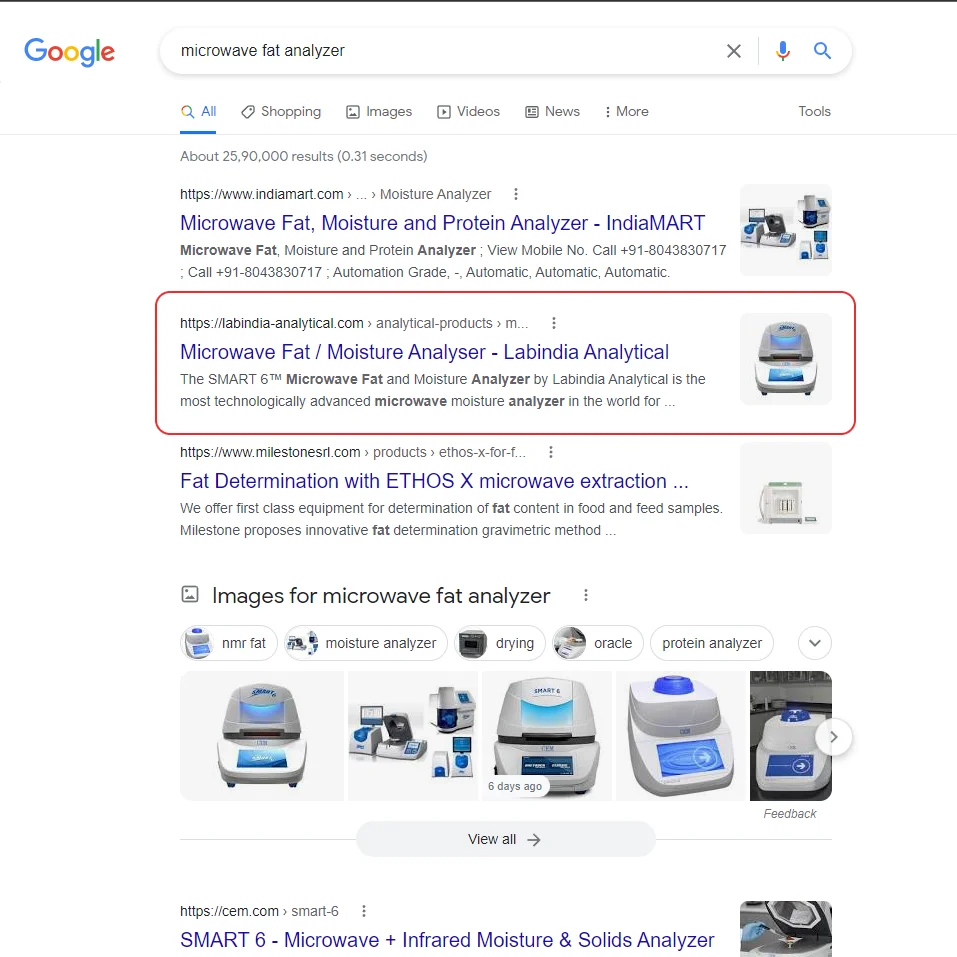 Google
microwave fat analyzer
All Shopping Images Videos News More Tools
About 25,90,000 results (0.31 seconds)
https://www.indiamart.com › ... › Moisture Analyzer
Microwave Fat, Moisture and Protein Analyzer - IndiaMART
Microwave Fat, Moisture and Protein Analyzer ; View Mobile No. Call +91-8043830717
; Call +91-8043830717 ; Automation Grade, -, Automatic, Automatic, Automatic.
https://labindia-analytical.com › analytical-products › m...
Microwave Fat / Moisture Analyser - Labindia Analytical
The SMART 6™ Microwave Fat and Moisture Analyzer by Labindia Analytical is the
most technologically advanced microwave moisture analyzer in the world for ...
https://www.milestonesrl.com › products › ethos-x-for-f...
Fat Determination with ETHOS X microwave extraction ...
We offer first class equipment for determination of fat content in food and feed samples.
Milestone proposes innovative fat determination gravimetric method ...
Images for microwave fat analyzer
nmr fat moisture analyzer drying oracle protein analyzer
SMART 6
CEM
SMART 6
SMART 6
CEM
6 days ago
CEM
Feedback
View all
https://cem.com › smart-6
SMART 6 - Microwave + Infrared Moisture & Solids Analyzer